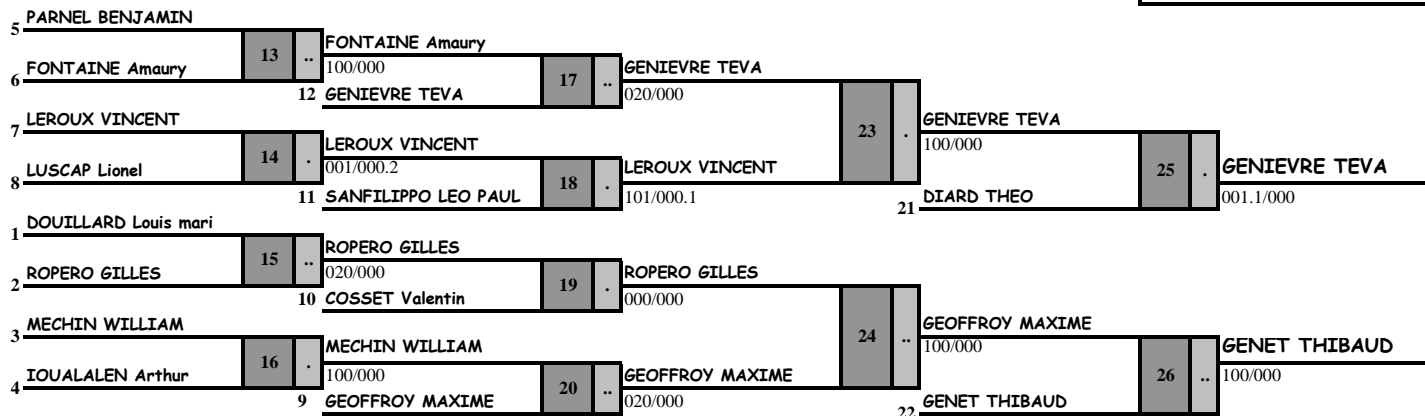 5 PARNEL BENJAMIN
13 .. FONTAINE Amaury
6 FONTAINE Amaury 100/000
17 .. GENIEVRE TEVA
12 GENIEVRE TEVA 020/000
7 LEROUX VINCENT
23 . GENIEVRE TEVA
14 . LEROUX VINCENT 100/000
8 LUSCAP Lionel 001/000.2
18 . LEROUX VINCENT
25 . GENIEVRE TEVA
11 SANFILIPPO LEO PAUL 101/000.1
21 DIARD THEO 001.1/000
1 DOUILLARD Louis mari
15 .. ROPERO GILLES
2 ROPERO GILLES 020/000
19 . ROPERO GILLES
10 COSSET Valentin 000/000
3 MECHIN WILLIAM
24 .. GEOFFROY MAXIME
16 . MECHIN WILLIAM 100/000
26 .. GENET THIBAUD
4 IOUALALEN Arthur 100/000
20 .. GEOFFROY MAXIME 100/000
9 GEOFFROY MAXIME 020/000
22 GENET THIBAUD